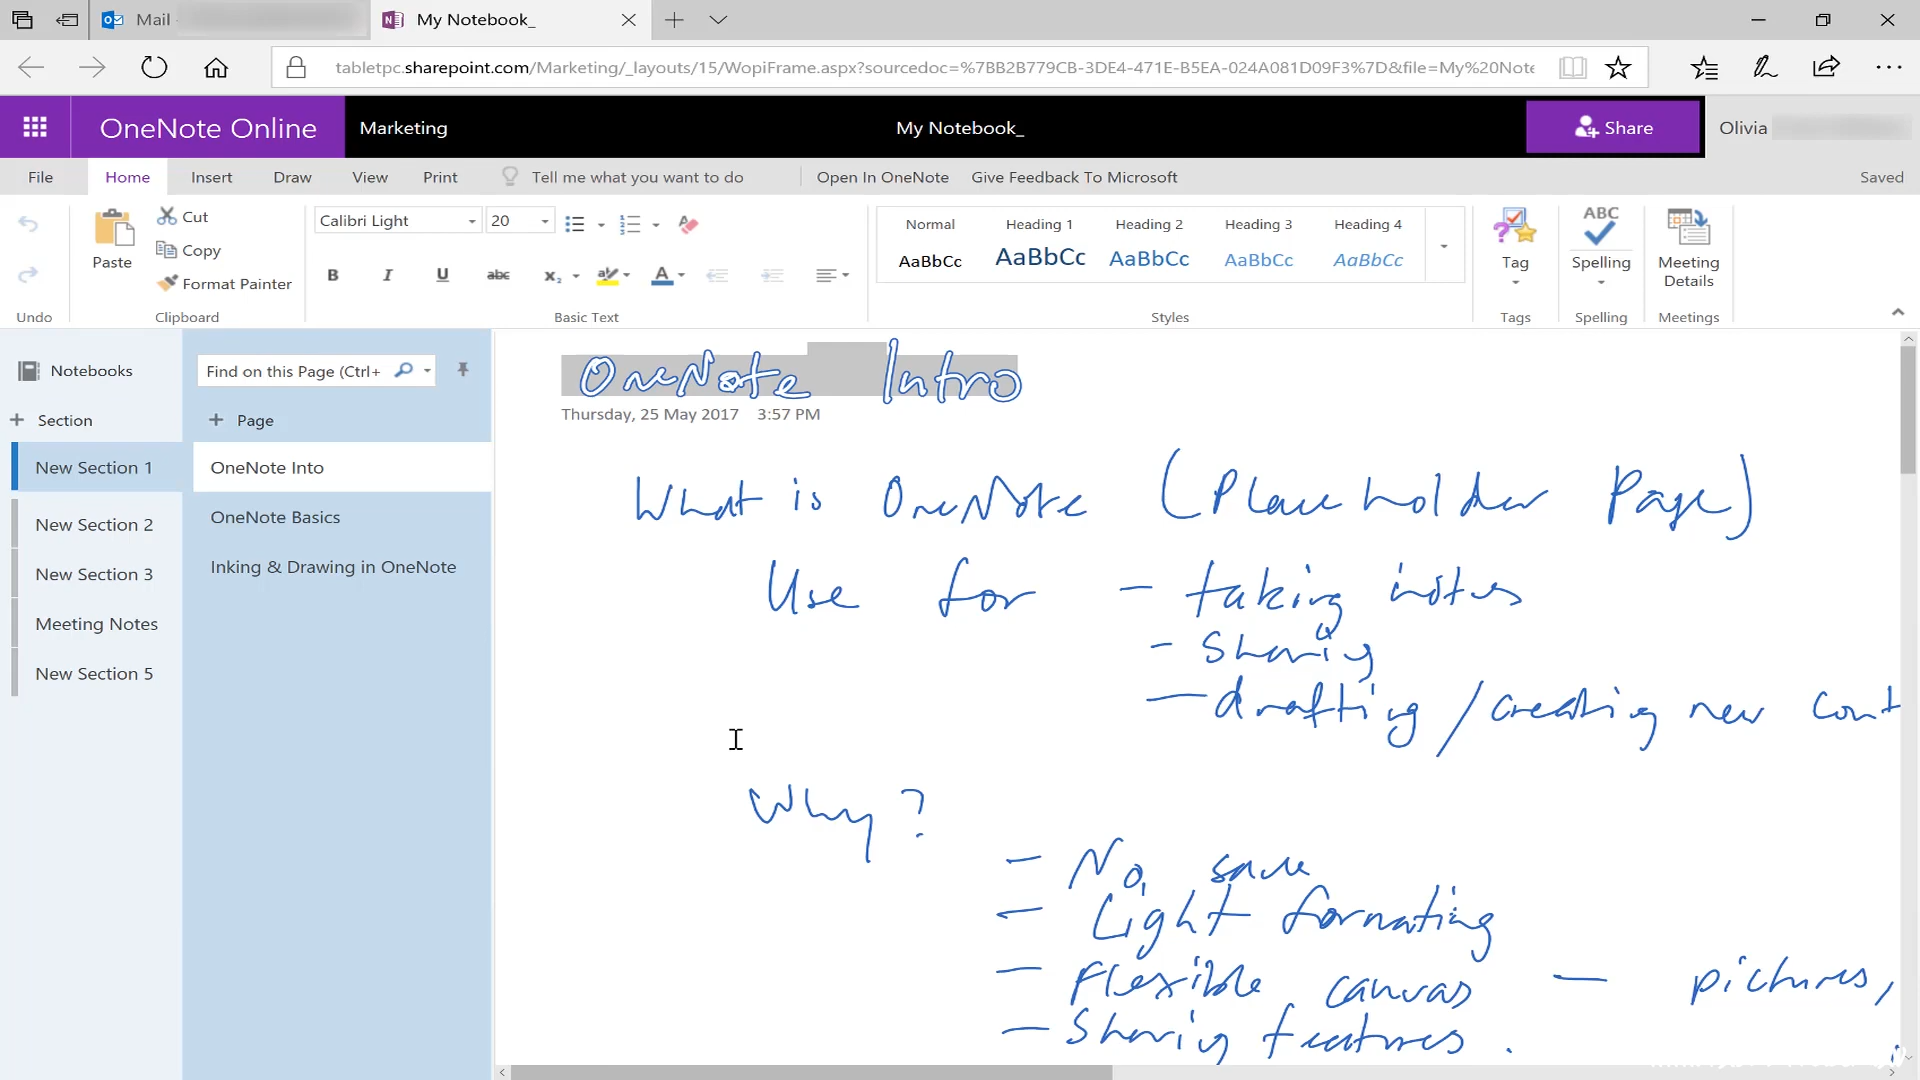 Mail
My Notebook_
tabletpc.sharepoint.com/Marketing/_layouts/15/WopiFrame.aspx?sourcedoc=%7BB2B779CB-3DE4-471E-B5EA-024A081D09F3%7D&file=My%20Note
OneNote Online
Marketing
My Notebook_
Share
Olivia
File
Home
Insert
Draw
View
Print
Tell me what you want to do
Open In OneNote
Give Feedback To Microsoft
Saved
Paste
Cut
Copy
Format Painter
Calibri Light
20
B I U abc x₂ A
Normal AaBbCc
Heading 1 AaBbCc
Heading 2 AaBbCc
Heading 3 AaBbCc
Heading 4 AaBbCc
Tag
ABC
Spelling
Meeting
Details
Undo
Clipboard
Basic Text
Styles
Tags
Spelling
Meetings
Notebooks
+ Section
New Section 1
New Section 2
New Section 3
Meeting Notes
New Section 5
Find on this Page (Ctrl+
+ Page
OneNote Into
OneNote Basics
Inking & Drawing in OneNote
OneNote Intro
Thursday, 25 May 2017 3:57 PM
What is OneNote (Placeholder Page)
Use for - taking notes
- Sharing
- drafting / creating new cont
Why?
- No save
- Light formating
- Flexible canvas - pictures,
- Sharing features.